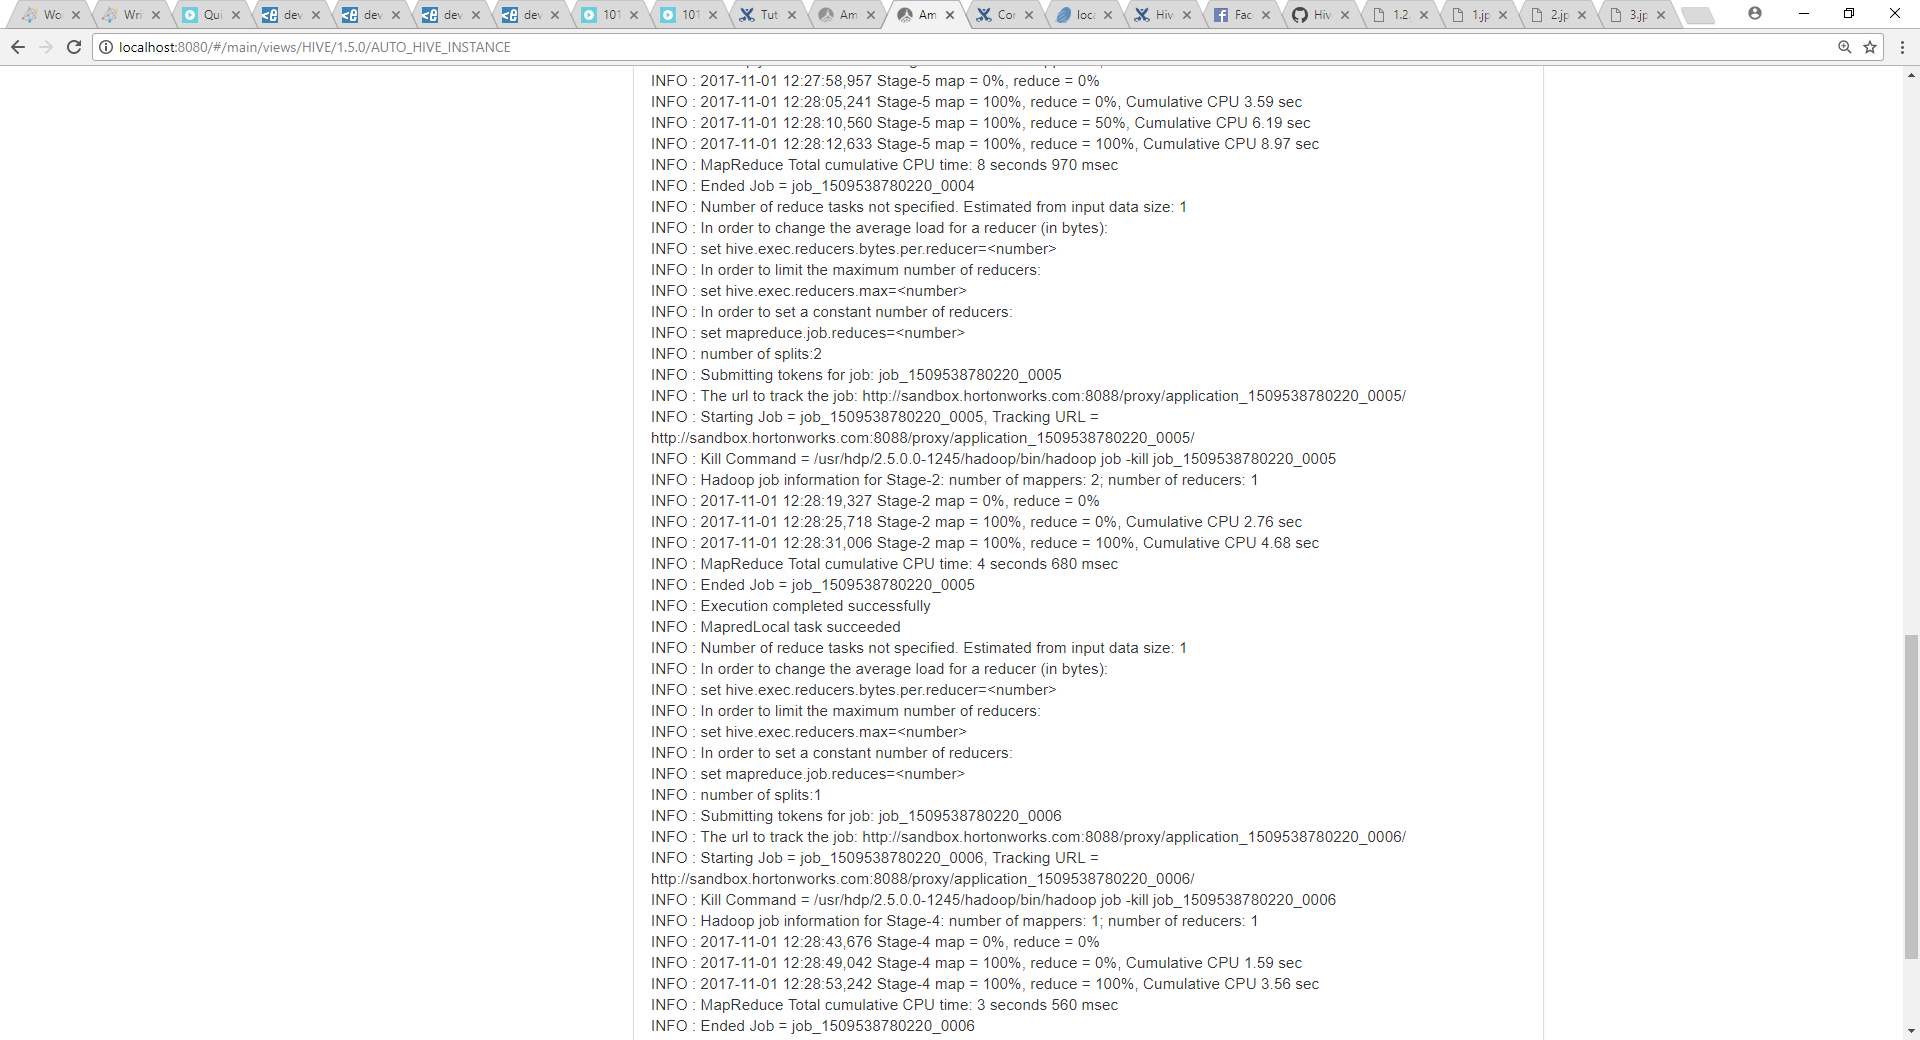 Wo
Wri
Qui
dev
dev
dev
dev
101
101
Tut
Am
Am
Cor
loca
Hiv
Fac
Hiv
1.2.
1.jp
2.jp
3.jp
localhost:8080/#/main/views/HIVE/1.5.0/AUTO_HIVE_INSTANCE
INFO : 2017-11-01 12:27:58,957 Stage-5 map = 0%, reduce = 0%
INFO : 2017-11-01 12:28:05,241 Stage-5 map = 100%, reduce = 0%, Cumulative CPU 3.59 sec
INFO : 2017-11-01 12:28:10,560 Stage-5 map = 100%, reduce = 50%, Cumulative CPU 6.19 sec
INFO : 2017-11-01 12:28:12,633 Stage-5 map = 100%, reduce = 100%, Cumulative CPU 8.97 sec
INFO : MapReduce Total cumulative CPU time: 8 seconds 970 msec
INFO : Ended Job = job_1509538780220_0004
INFO : Number of reduce tasks not specified. Estimated from input data size: 1
INFO : In order to change the average load for a reducer (in bytes):
INFO : set hive.exec.reducers.bytes.per.reducer=<number>
INFO : In order to limit the maximum number of reducers:
INFO : set hive.exec.reducers.max=<number>
INFO : In order to set a constant number of reducers:
INFO : set mapreduce.job.reduces=<number>
INFO : number of splits:2
INFO : Submitting tokens for job: job_1509538780220_0005
INFO : The url to track the job: http://sandbox.hortonworks.com:8088/proxy/application_1509538780220_0005/
INFO : Starting Job = job_1509538780220_0005, Tracking URL =
http://sandbox.hortonworks.com:8088/proxy/application_1509538780220_0005/
INFO : Kill Command = /usr/hdp/2.5.0.0-1245/hadoop/bin/hadoop job -kill job_1509538780220_0005
INFO : Hadoop job information for Stage-2: number of mappers: 2; number of reducers: 1
INFO : 2017-11-01 12:28:19,327 Stage-2 map = 0%, reduce = 0%
INFO : 2017-11-01 12:28:25,718 Stage-2 map = 100%, reduce = 0%, Cumulative CPU 2.76 sec
INFO : 2017-11-01 12:28:31,006 Stage-2 map = 100%, reduce = 100%, Cumulative CPU 4.68 sec
INFO : MapReduce Total cumulative CPU time: 4 seconds 680 msec
INFO : Ended Job = job_1509538780220_0005
INFO : Execution completed successfully
INFO : MapredLocal task succeeded
INFO : Number of reduce tasks not specified. Estimated from input data size: 1
INFO : In order to change the average load for a reducer (in bytes):
INFO : set hive.exec.reducers.bytes.per.reducer=<number>
INFO : In order to limit the maximum number of reducers:
INFO : set hive.exec.reducers.max=<number>
INFO : In order to set a constant number of reducers:
INFO : set mapreduce.job.reduces=<number>
INFO : number of splits:1
INFO : Submitting tokens for job: job_1509538780220_0006
INFO : The url to track the job: http://sandbox.hortonworks.com:8088/proxy/application_1509538780220_0006/
INFO : Starting Job = job_1509538780220_0006, Tracking URL =
http://sandbox.hortonworks.com:8088/proxy/application_1509538780220_0006/
INFO : Kill Command = /usr/hdp/2.5.0.0-1245/hadoop/bin/hadoop job -kill job_1509538780220_0006
INFO : Hadoop job information for Stage-4: number of mappers: 1; number of reducers: 1
INFO : 2017-11-01 12:28:43,676 Stage-4 map = 0%, reduce = 0%
INFO : 2017-11-01 12:28:49,042 Stage-4 map = 100%, reduce = 0%, Cumulative CPU 1.59 sec
INFO : 2017-11-01 12:28:53,242 Stage-4 map = 100%, reduce = 100%, Cumulative CPU 3.56 sec
INFO : MapReduce Total cumulative CPU time: 3 seconds 560 msec
INFO : Ended Job = job_1509538780220_0006